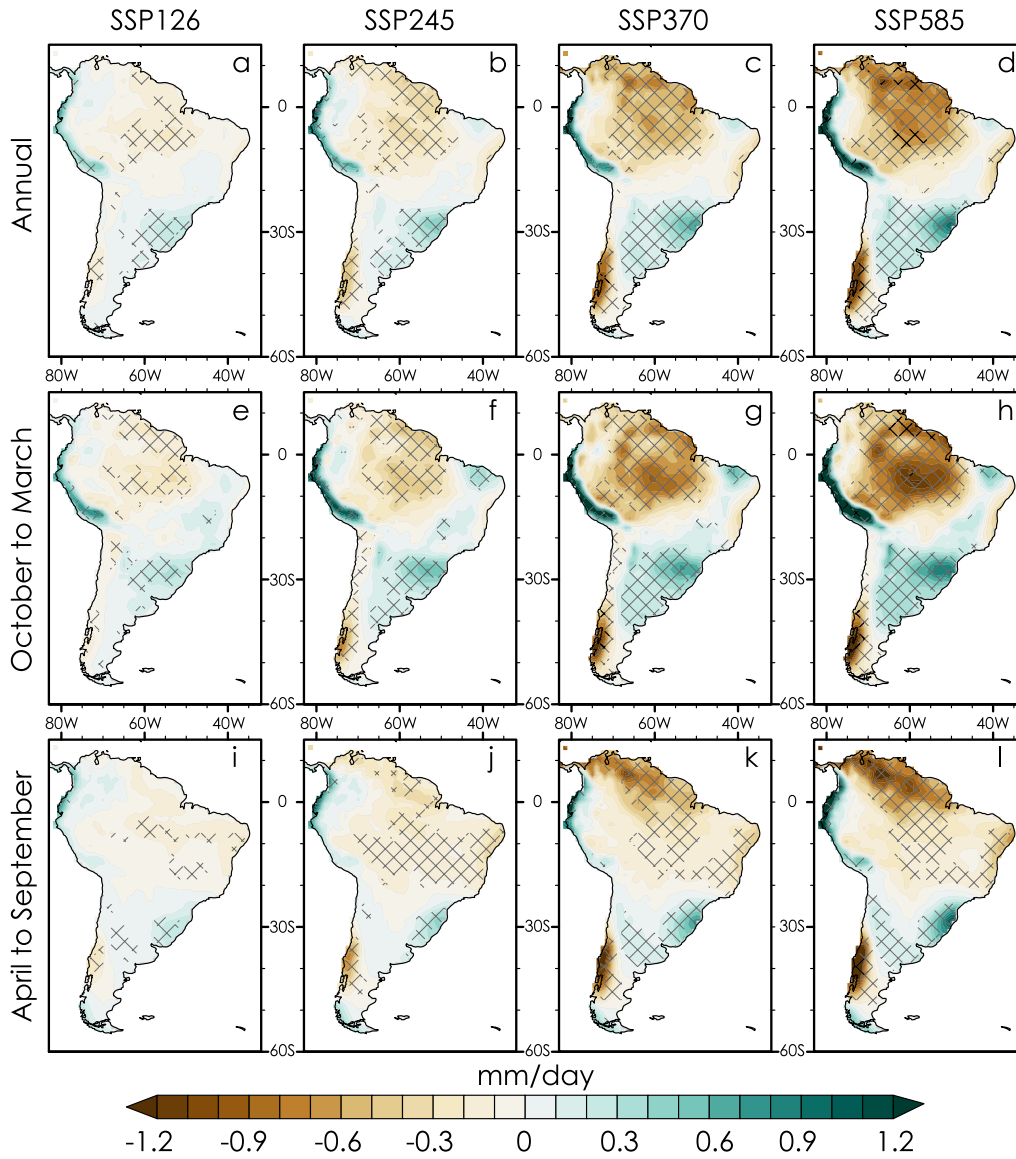 SSP126 SSP245 SSP370 SSP585
Annual
a b c d
0 0 0
30S 30S 30S
60S 60S 60S
80W 60W 40W 80W 60W 40W 80W 60W 40W 80W 60W 40W
October to March
e f g h
0 0 0
30S 30S 30S
60S 60S 60S
80W 60W 40W 80W 60W 40W 80W 60W 40W 80W 60W 40W
April to September
i j k l
0 0 0
30S 30S 30S
60S 60S 60S
mm/day
-1.2 -0.9 -0.6 -0.3 0 0.3 0.6 0.9 1.2